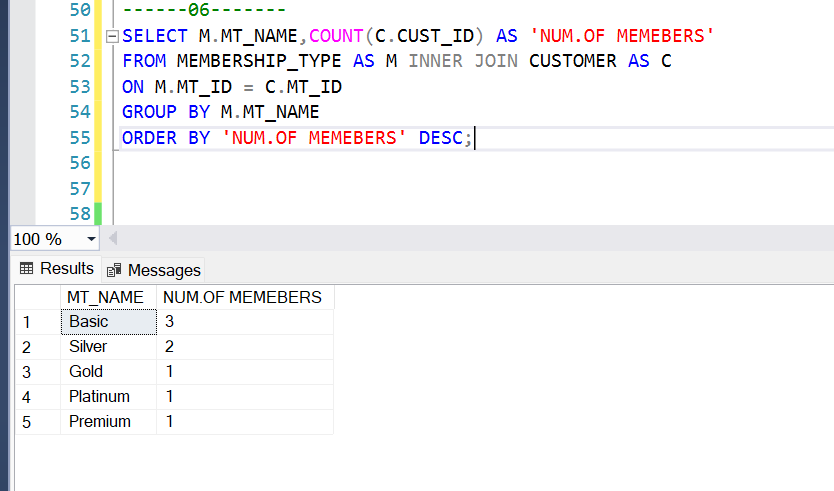 50 ------06-------
51 SELECT M.MT_NAME,COUNT(C.CUST_ID) AS 'NUM.OF MEMEBERS'
52 FROM MEMBERSHIP_TYPE AS M INNER JOIN CUSTOMER AS C
53 ON M.MT_ID = C.MT_ID
54 GROUP BY M.MT_NAME
55 ORDER BY 'NUM.OF MEMEBERS' DESC;
56
57
58
100 %
Results Messages
MT_NAME NUM.OF MEMEBERS
1 Basic 3
2 Silver 2
3 Gold 1
4 Platinum 1
5 Premium 1